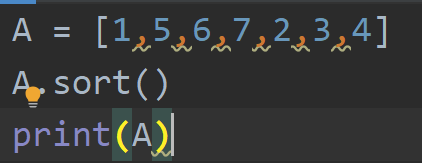 A = [1,5,6,7,2,3,4]
A.sort()
print(A)